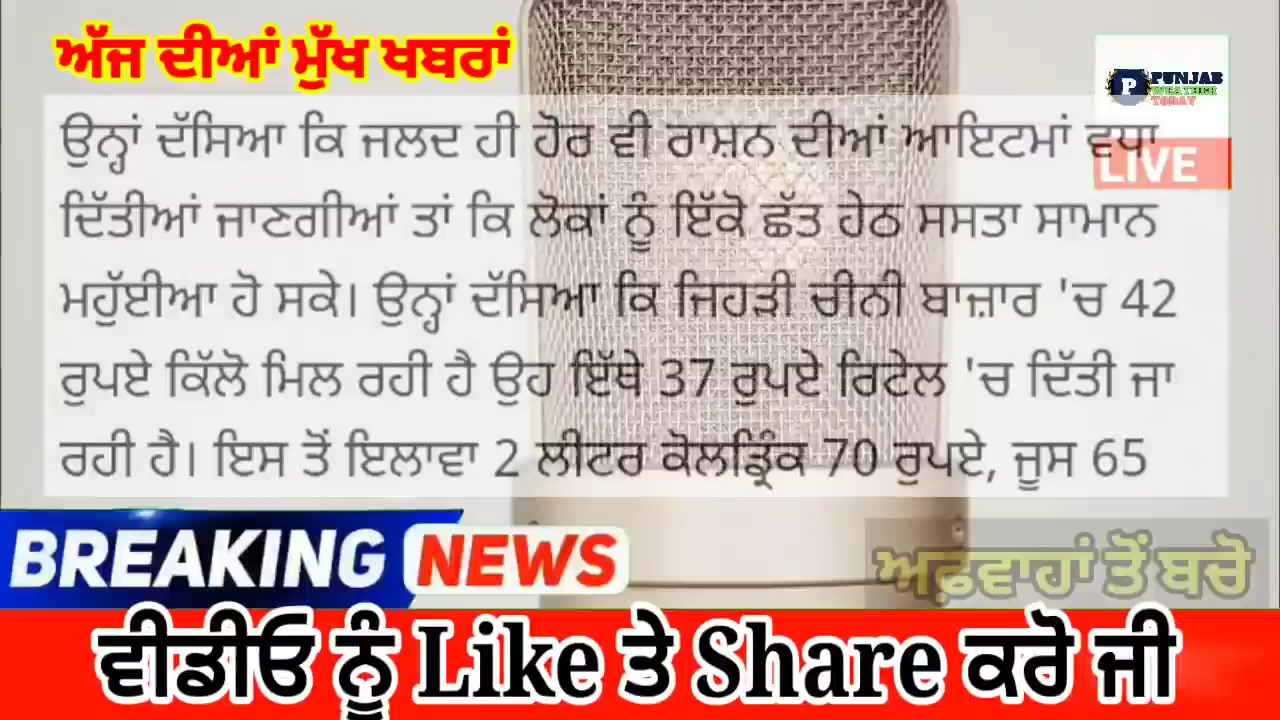 ਅੱਜ ਦੀਆਂ ਮੁੱਖ ਖਬਰਾਂ
PUNJAB
WEATHER
TODAY
LIVE
ਉਨ੍ਹਾਂ ਦੱਸਿਆ ਕਿ ਜਲਦ ਹੀ ਹੋਰ ਵੀ ਰਾਸ਼ਨ ਦੀਆਂ ਆਇਟਮਾਂ ਵਧਾ
ਦਿੱਤੀਆਂ ਜਾਣਗੀਆਂ ਤਾਂ ਕਿ ਲੋਕਾਂ ਨੂੰ ਇੱਕੋ ਛੱਤ ਹੇਠ ਸਸਤਾ ਸਾਮਾਨ
ਮਹੁੱਈਆ ਹੋ ਸਕੇ। ਉਨ੍ਹਾਂ ਦੱਸਿਆ ਕਿ ਜਿਹੜੀ ਚੀਨੀ ਬਾਜ਼ਾਰ 'ਚ 42
ਰੁਪਏ ਕਿੱਲੋ ਮਿਲ ਰਹੀ ਹੈ ਉਹ ਇੱਥੇ 37 ਰੁਪਏ ਰਿਟੇਲ 'ਚ ਦਿੱਤੀ ਜਾ
ਰਹੀ ਹੈ। ਇਸ ਤੋਂ ਇਲਾਵਾ 2 ਲੀਟਰ ਕੋਲਡ੍ਰਿੰਕ 70 ਰੁਪਏ, ਜੂਸ 65
BREAKING NEWS
ਅਫ਼ਵਾਹਾਂ ਤੋਂ ਬਚੋ
ਵੀਡੀਓ ਨੂੰ Like ਤੇ Share ਕਰੋ ਜੀ